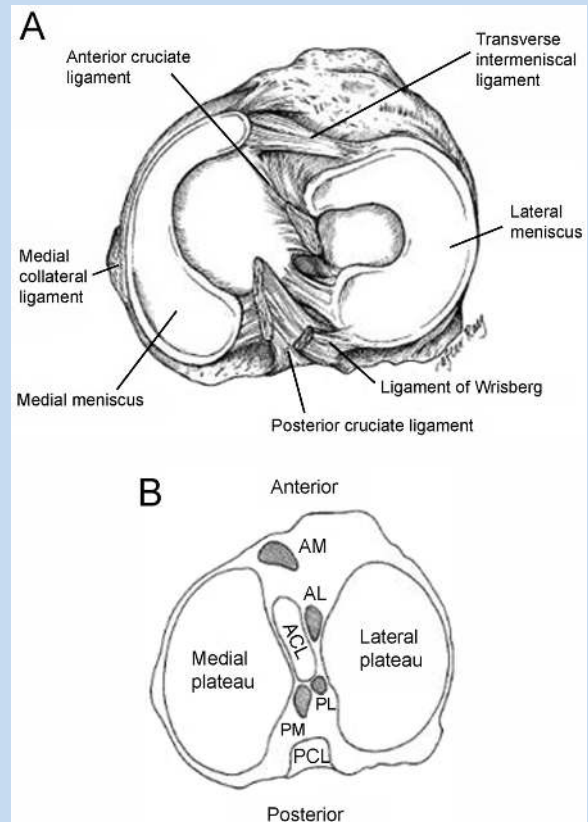 A
Anterior cruciate
ligament
Transverse
intermeniscal
ligament
Lateral
meniscus
Medial
collateral
ligament
Medial meniscus
Ligament of Wrisberg
Posterior cruciate ligament
B
Anterior
AM
AL
ACL
Medial
plateau
Lateral
plateau
PL
PM
PCL
Posterior